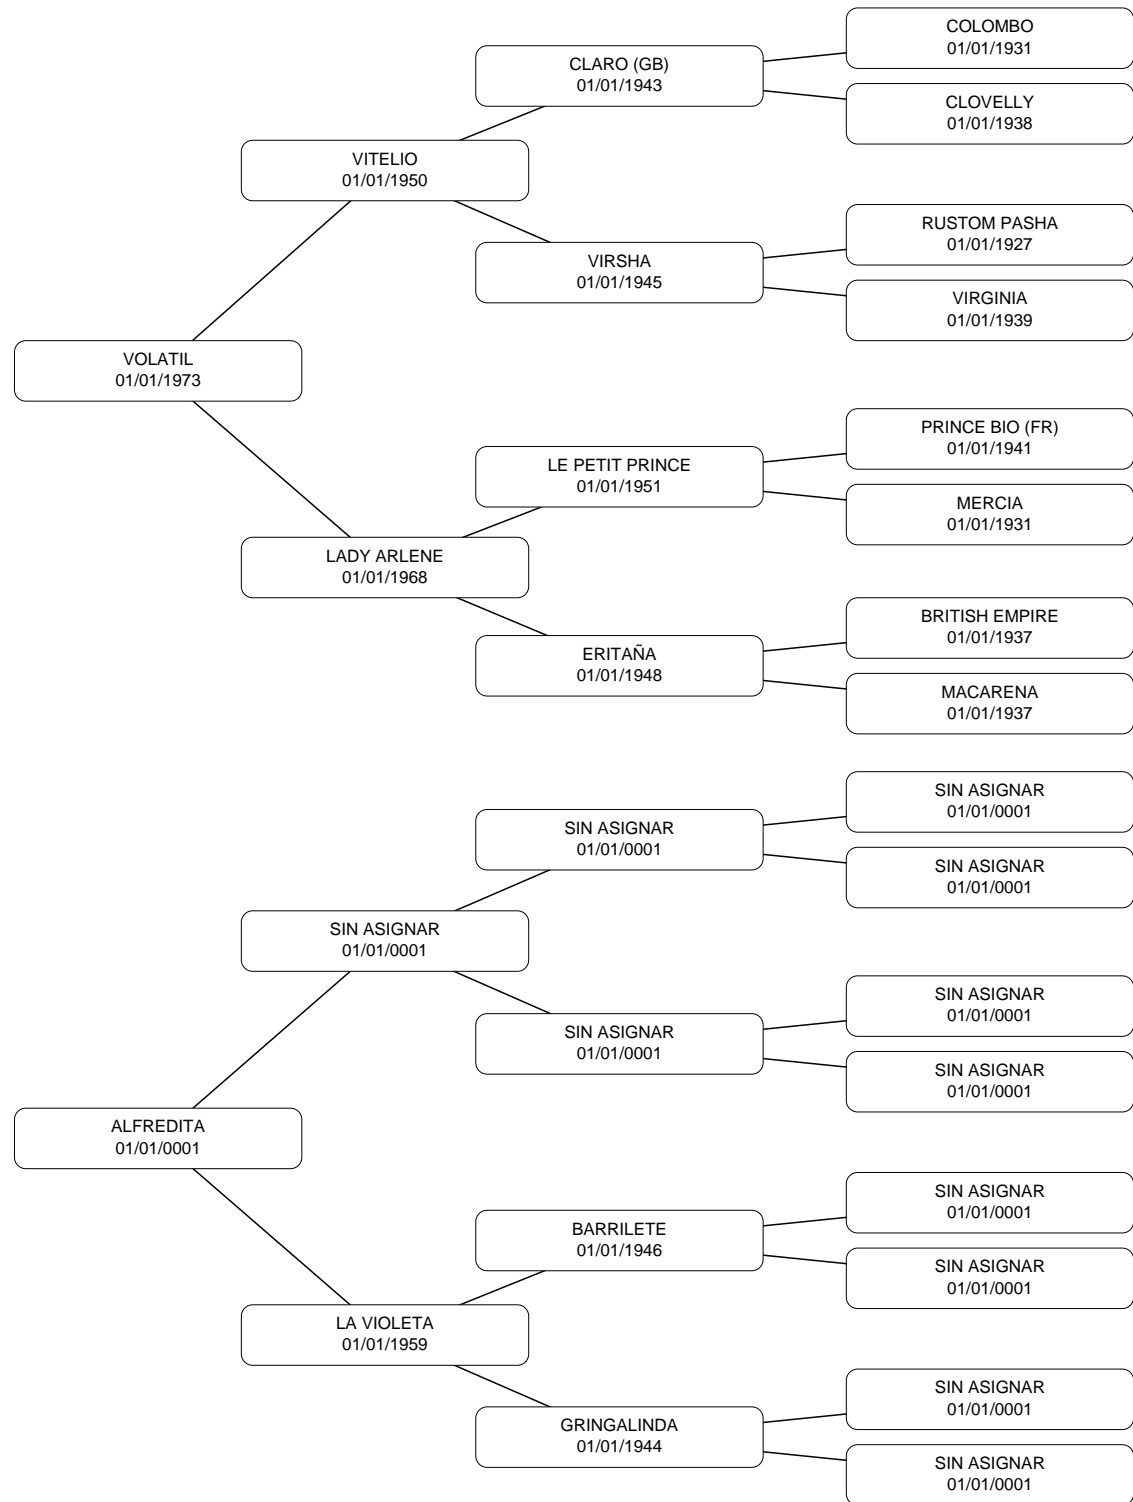 COLOMBO
01/01/1931
CLARO (GB)
01/01/1943
CLOVELLY
01/01/1938
VITELIO
01/01/1950
RUSTOM PASHA
01/01/1927
VIRSHA
01/01/1945
VIRGINIA
01/01/1939
VOLATIL
01/01/1973
PRINCE BIO (FR)
01/01/1941
LE PETIT PRINCE
01/01/1951
MERCIA
01/01/1931
LADY ARLENE
01/01/1968
BRITISH EMPIRE
01/01/1937
ERITAÑA
01/01/1948
MACARENA
01/01/1937
SIN ASIGNAR
01/01/0001
SIN ASIGNAR
01/01/0001
SIN ASIGNAR
01/01/0001
SIN ASIGNAR
01/01/0001
SIN ASIGNAR
01/01/0001
SIN ASIGNAR
01/01/0001
SIN ASIGNAR
01/01/0001
ALFREDITA
01/01/0001
SIN ASIGNAR
01/01/0001
BARRILETE
01/01/1946
SIN ASIGNAR
01/01/0001
LA VIOLETA
01/01/1959
SIN ASIGNAR
01/01/0001
GRINGALINDA
01/01/1944
SIN ASIGNAR
01/01/0001